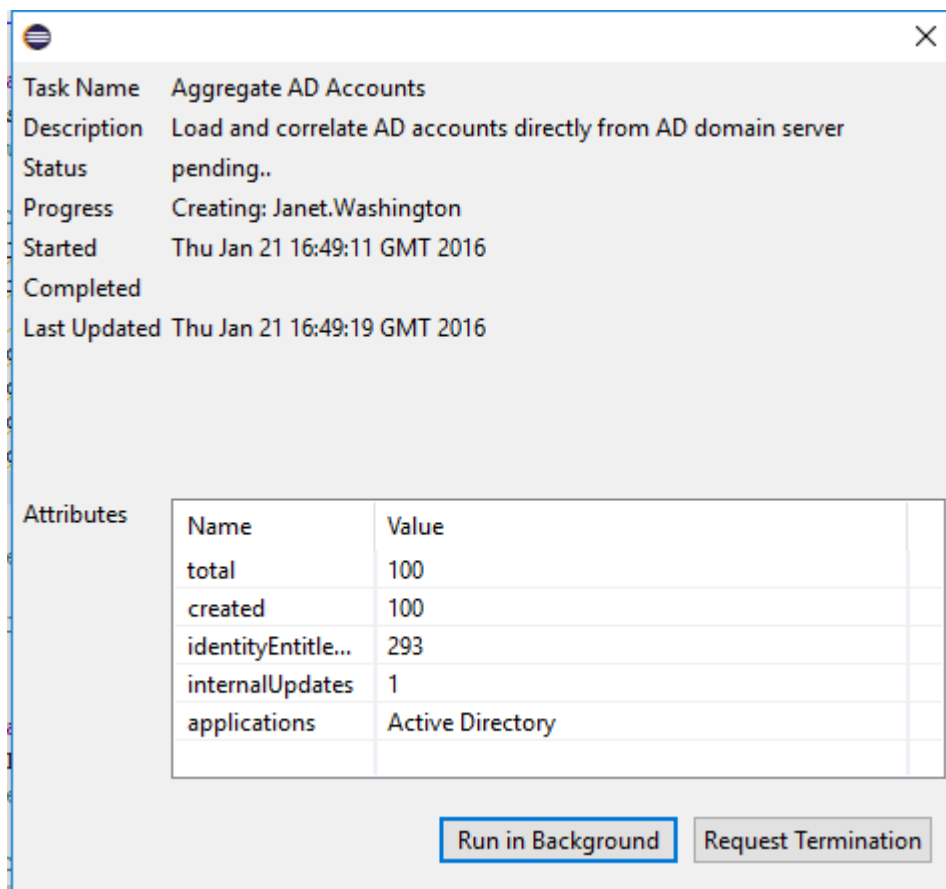 Task Name Aggregate AD Accounts
Description Load and correlate AD accounts directly from AD domain server
Status pending..
Progress Creating: Janet.Washington
Started Thu Jan 21 16:49:11 GMT 2016
Completed
Last Updated Thu Jan 21 16:49:19 GMT 2016
Attributes
Name Value
total 100
created 100
identityEntitle... 293
internalUpdates 1
applications Active Directory
Run in Background Request Termination